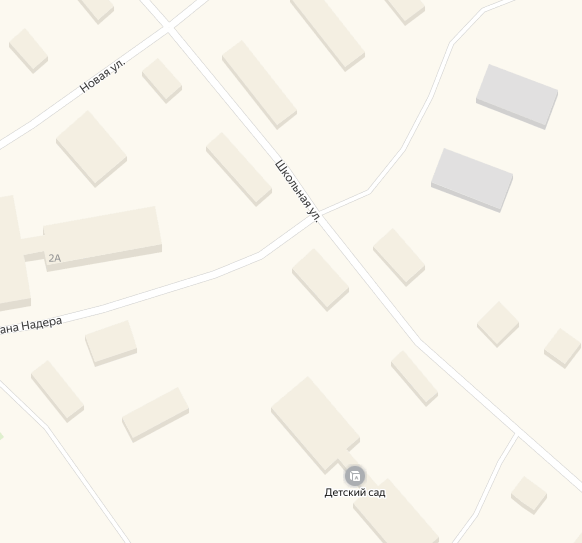 Новая ул.
Школьная ул.
2А
ана Надера
Детский сад